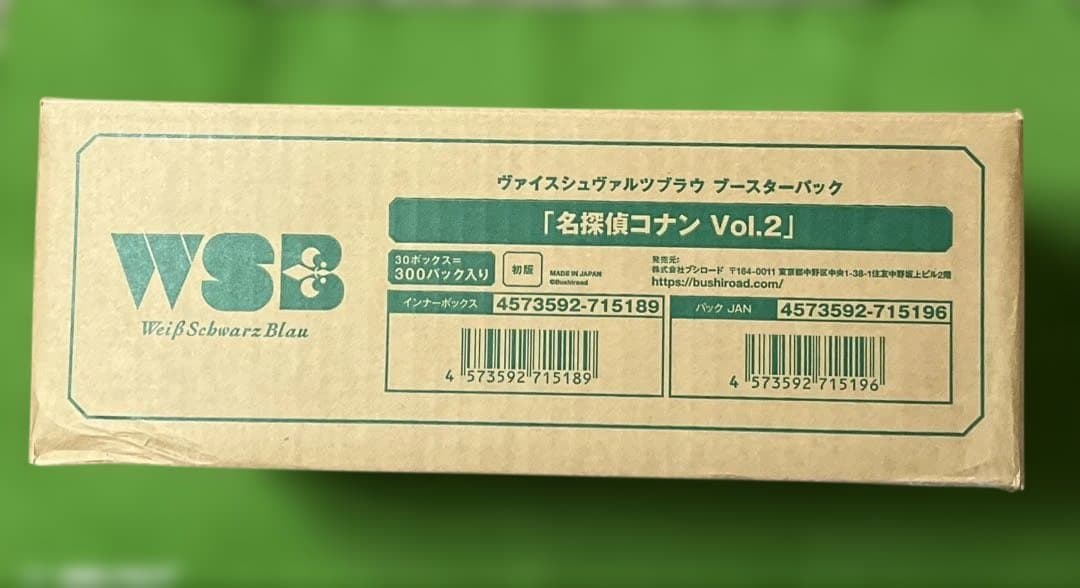 ヴァイスシュヴァルツブラウ ブースターパック
「名探偵コナン Vol.2」
WSB
Weiß Schwarz Blau
30ボックス=
300パック入り
初版
MADE IN JAPAN
©Bushiroad
発売元:
株式会社ブシロード 〒164-0011 東京都中野区中央1-38-1住友中野坂上ビル2階
https://bushiroad.com/
インナーボックス 4573592-715189
4 573592 715189
パック JAN 4573592-715196
4 573592 715196